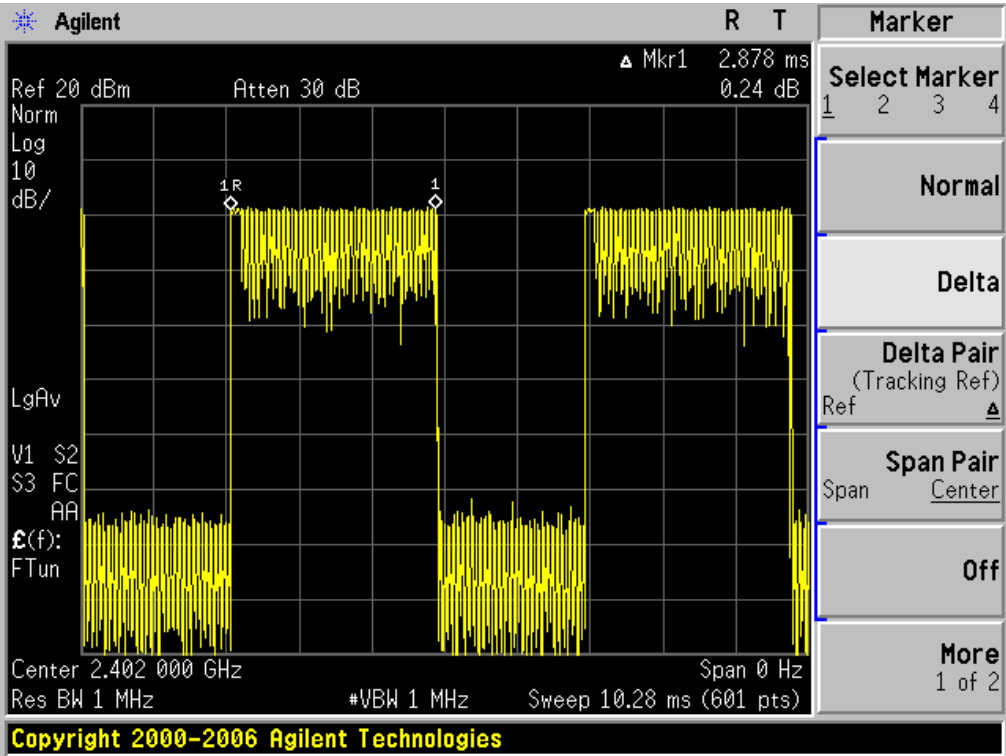 Agilent R T
Δ Mkr1 2.878 ms
Ref 20 dBm Atten 30 dB 0.24 dB
Norm
Log
10
dB/
1R 1
LgAv
V1 S2
S3 FC
AA
£(f):
FTun
Center 2.402 000 GHz Span 0 Hz
Res BW 1 MHz #VBW 1 MHz Sweep 10.28 ms (601 pts)
Copyright 2000-2006 Agilent Technologies
Marker
Select Marker
1 2 3 4
Normal
Delta
Delta Pair
(Tracking Ref)
Ref Δ
Span Pair
Span Center
Off
More
1 of 2